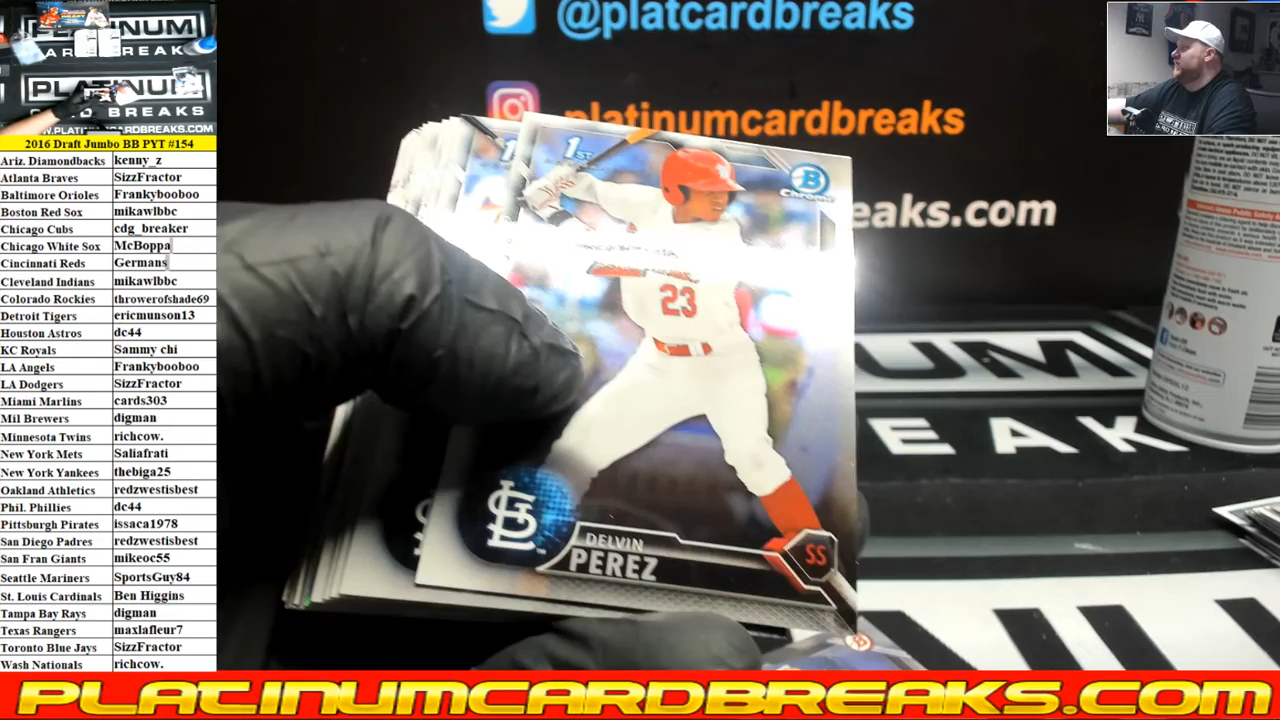 @platcardbreaks
platinumcardbreaks
eaks.com
PLATINUM
CARD BREAK
PLATINUM
CARD BREAKS
WWW.PLATINUMCARDBREAKS.COM
2016 Draft Jumbo BB PYT #154
Ariz. Diamondbacks kenny_z
Atlanta Braves SizzFractor
Baltimore Orioles Frankybooboo
Boston Red Sox mikawlbbc
Chicago Cubs cdg_breaker
Chicago White Sox McBoppa
Cincinnati Reds Germans
Cleveland Indians mikawlbbc
Colorado Rockies throwerofshade69
Detroit Tigers ericmunson13
Houston Astros dc44
KC Royals Sammy chi
LA Angels Frankybooboo
LA Dodgers SizzFractor
Miami Marlins cards303
Mil Brewers digman
Minnesota Twins richcow.
New York Mets Saliafrati
New York Yankees thebiga25
Oakland Athletics redzwestisbest
Phil. Phillies dc44
Pittsburgh Pirates issaca1978
San Diego Padres redzwestisbest
San Fran Giants mikeoc55
Seattle Mariners SportsGuy84
St. Louis Cardinals Ben Higgins
Tampa Bay Rays digman
Texas Rangers maxlafleur7
Toronto Blue Jays SizzFractor
Wash Nationals richcow.
1ST
B
CHROME
23
STL
DELVIN
PEREZ
SS
UM
EAK
PLATINUMCARDBREAKS.COM